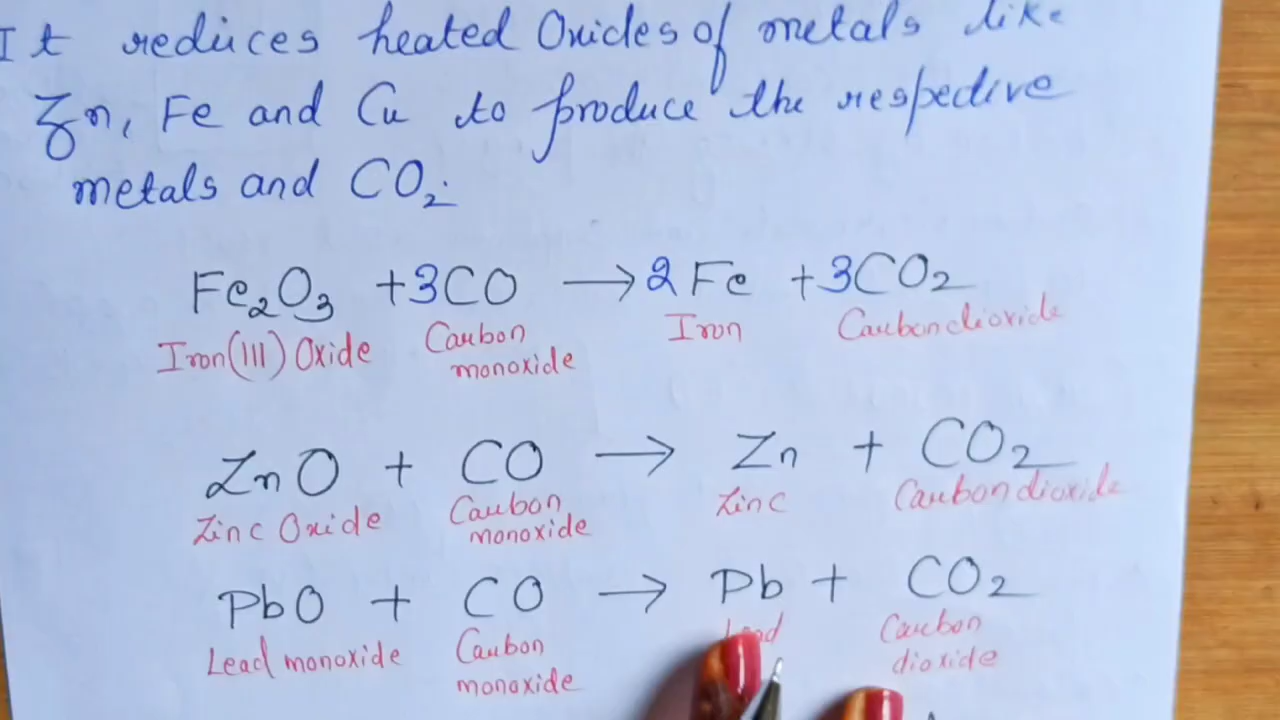 It reduces heated Oxides of metals like
Zn, Fe and Cu to produce the respective
metals and CO₂.
Fe₂O₃ +3CO → 2Fe +3CO₂
Iron(III) Oxide Carbon monoxide Iron Carbondioxide
ZnO + CO → Zn + CO₂
Zinc Oxide Carbon monoxide Zinc Carbondioxide
PbO + CO → Pb + CO₂
Lead monoxide Carbon monoxide Lead Carbon dioxide